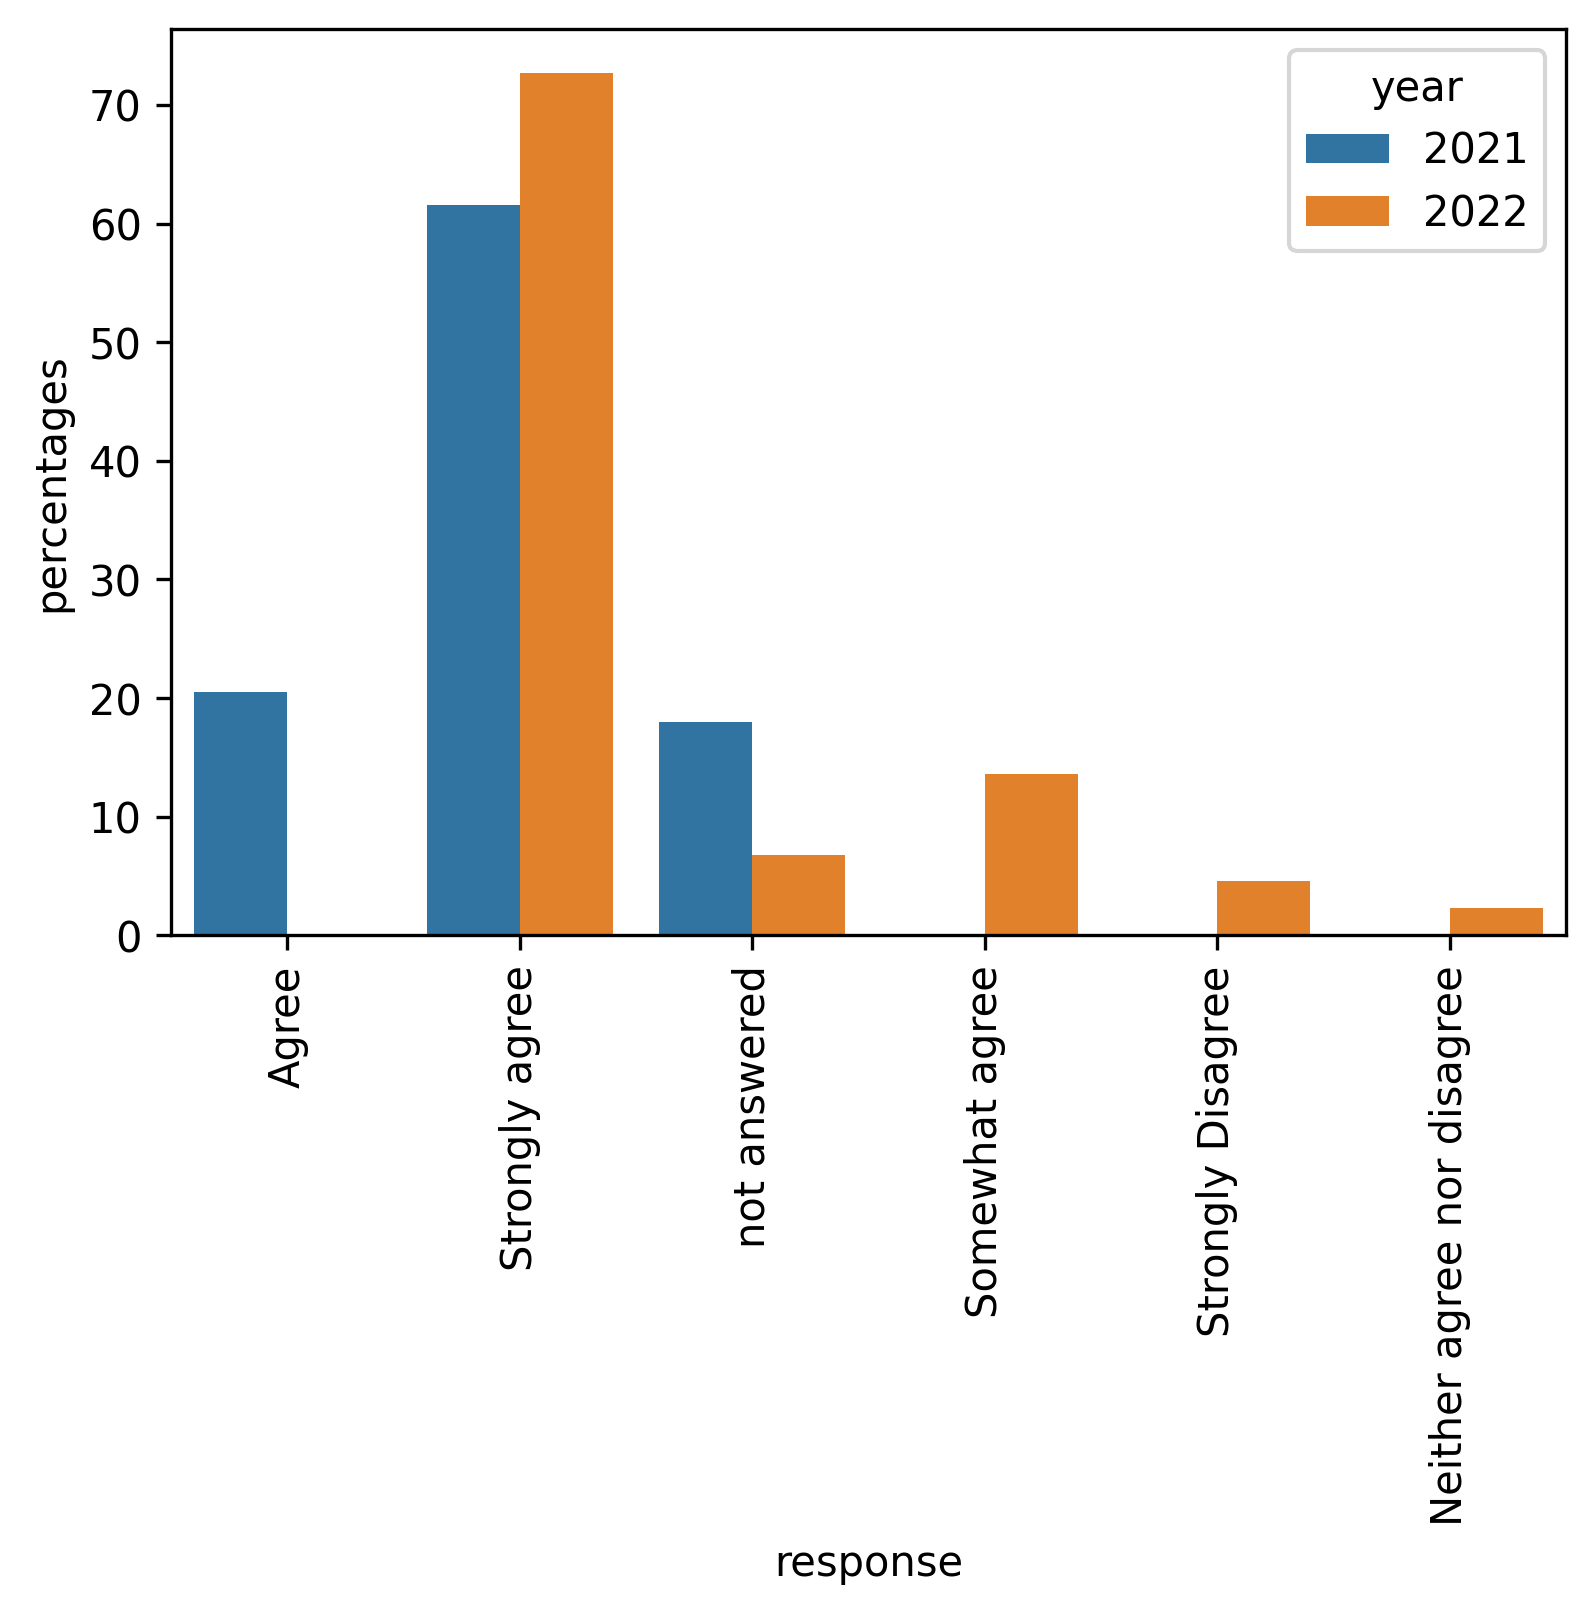 year
2021
2022
percentages
70
60
50
40
30
20
10
0
Agree
Strongly agree
not answered
Somewhat agree
Strongly Disagree
Neither agree nor disagree
response